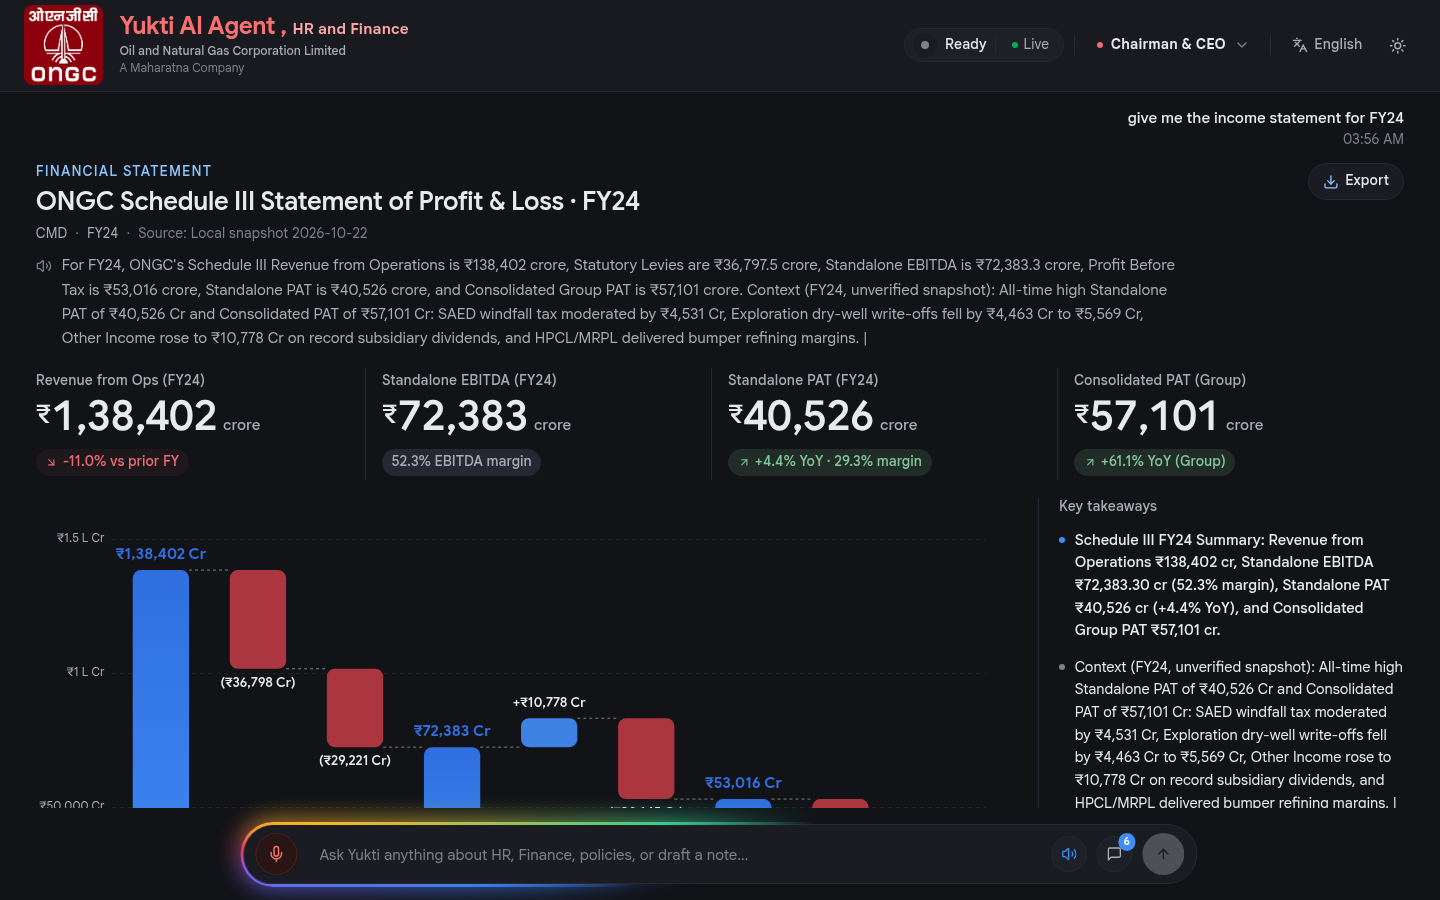 ओएनजीसी
ongc
Yukti AI Agent , HR and Finance
Oil and Natural Gas Corporation Limited
A Maharatna Company
Ready
Live
Chairman & CEO
English
give me the income statement for FY24
03:56 AM
FINANCIAL STATEMENT
ONGC Schedule III Statement of Profit & Loss · FY24
Export
CMD · FY24 · Source: Local snapshot 2026-10-22
For FY24, ONGC's Schedule III Revenue from Operations is ₹138,402 crore, Statutory Levies are ₹36,797.5 crore, Standalone EBITDA is ₹72,383.3 crore, Profit Before
Tax is ₹53,016 crore, Standalone PAT is ₹40,526 crore, and Consolidated Group PAT is ₹57,101 crore. Context (FY24, unverified snapshot): All-time high Standalone
PAT of ₹40,526 Cr and Consolidated PAT of ₹57,101 Cr: SAED windfall tax moderated by ₹4,531 Cr, Exploration dry-well write-offs fell by ₹4,463 Cr to ₹5,569 Cr,
Other Income rose to ₹10,778 Cr on record subsidiary dividends, and HPCL/MRPL delivered bumper refining margins. |
Revenue from Ops (FY24)
₹1,38,402 crore
-11.0% vs prior FY
Standalone EBITDA (FY24)
₹72,383 crore
52.3% EBITDA margin
Standalone PAT (FY24)
₹40,526 crore
+4.4% YoY · 29.3% margin
Consolidated PAT (Group)
₹57,101 crore
+61.1% YoY (Group)
₹1.5 L Cr
₹1 L Cr
₹50,000 Cr
₹1,38,402 Cr
(₹36,798 Cr)
(₹29,221 Cr)
₹72,383 Cr
+₹10,778 Cr
₹53,016 Cr
Key takeaways
Schedule III FY24 Summary: Revenue from
Operations ₹138,402 cr, Standalone EBITDA
₹72,383.30 cr (52.3% margin), Standalone PAT
₹40,526 cr (+4.4% YoY), and Consolidated
Group PAT ₹57,101 cr.
Context (FY24, unverified snapshot): All-time high
Standalone PAT of ₹40,526 Cr and Consolidated
PAT of ₹57,101 Cr: SAED windfall tax moderated
by ₹4,531 Cr, Exploration dry-well write-offs fell
by ₹4,463 Cr to ₹5,569 Cr, Other Income rose to
₹10,778 Cr on record subsidiary dividends, and
HPCL/MRPL delivered bumper refining margins. |
Ask Yukti anything about HR, Finance, policies, or draft a note...
6